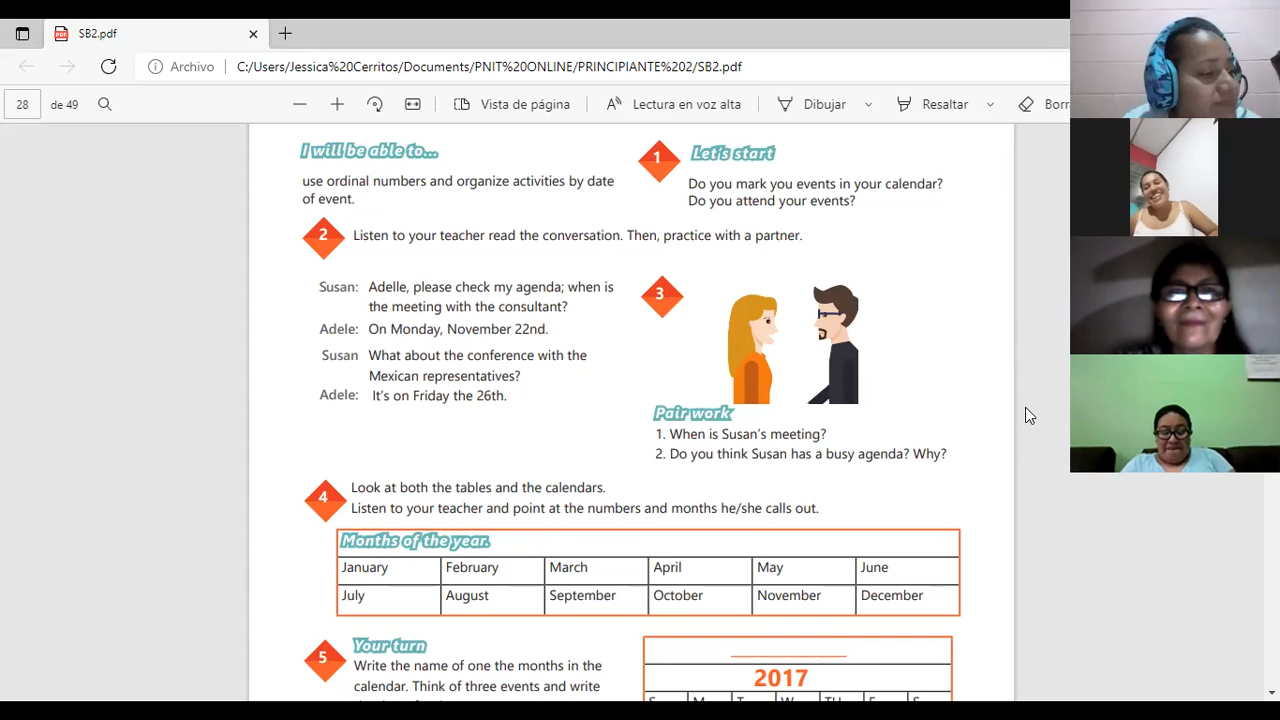 SB2.pdf
Archivo
C:/Users/Jessica%20Cerritos/Documents/PNIT%20ONLINE/PRINCIPIANTE%202/SB2.pdf
28
de 49
Vista de página
Lectura en voz alta
Dibujar
Resaltar
Borra
I will be able to...
use ordinal numbers and organize activities by date
of event.
1
Let's start
Do you mark you events in your calendar?
Do you attend your events?
2
Listen to your teacher read the conversation. Then, practice with a partner.
Susan: Adelle, please check my agenda; when is
the meeting with the consultant?
Adele: On Monday, November 22nd.
Susan What about the conference with the
Mexican representatives?
Adele: It's on Friday the 26th.
3
Pair work
1. When is Susan's meeting?
2. Do you think Susan has a busy agenda? Why?
4
Look at both the tables and the calendars.
Listen to your teacher and point at the numbers and months he/she calls out.
Months of the year.
January February March April May June
July August September October November December
5
Your turn
Write the name of one the months in the
calendar. Think of three events and write
2017
S M T W TH F S